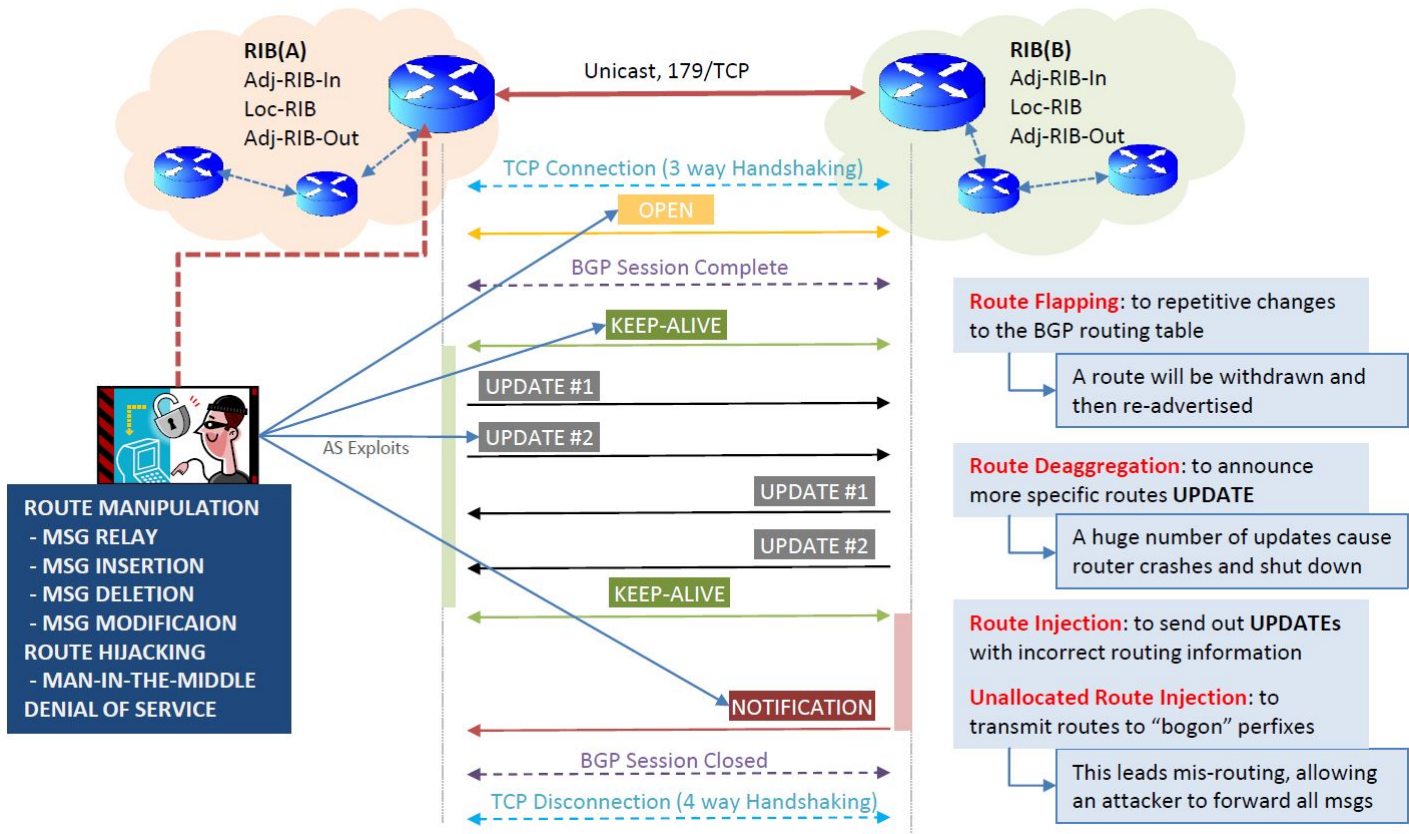 RIB(A)
Adj-RIB-In
Loc-RIB
Adj-RIB-Out
Unicast, 179/TCP
RIB(B)
Adj-RIB-In
Loc-RIB
Adj-RIB-Out
TCP Connection (3 way Handshaking)
OPEN
BGP Session Complete
KEEP-ALIVE
UPDATE #1
UPDATE #2
AS Exploits
UPDATE #1
UPDATE #2
KEEP-ALIVE
NOTIFICATION
BGP Session Closed
TCP Disconnection (4 way Handshaking)
ROUTE MANIPULATION
- MSG RELAY
- MSG INSERTION
- MSG DELETION
- MSG MODIFICAION
ROUTE HIJACKING
- MAN-IN-THE-MIDDLE
DENIAL OF SERVICE
Route Flapping: to repetitive changes
to the BGP routing table
A route will be withdrawn and
then re-advertised
Route Deaggregation: to announce
more specific routes UPDATE
A huge number of updates cause
router crashes and shut down
Route Injection: to send out UPDATEs
with incorrect routing information
Unallocated Route Injection: to
transmit routes to “bogon” perfixes
This leads mis-routing, allowing
an attacker to forward all msgs